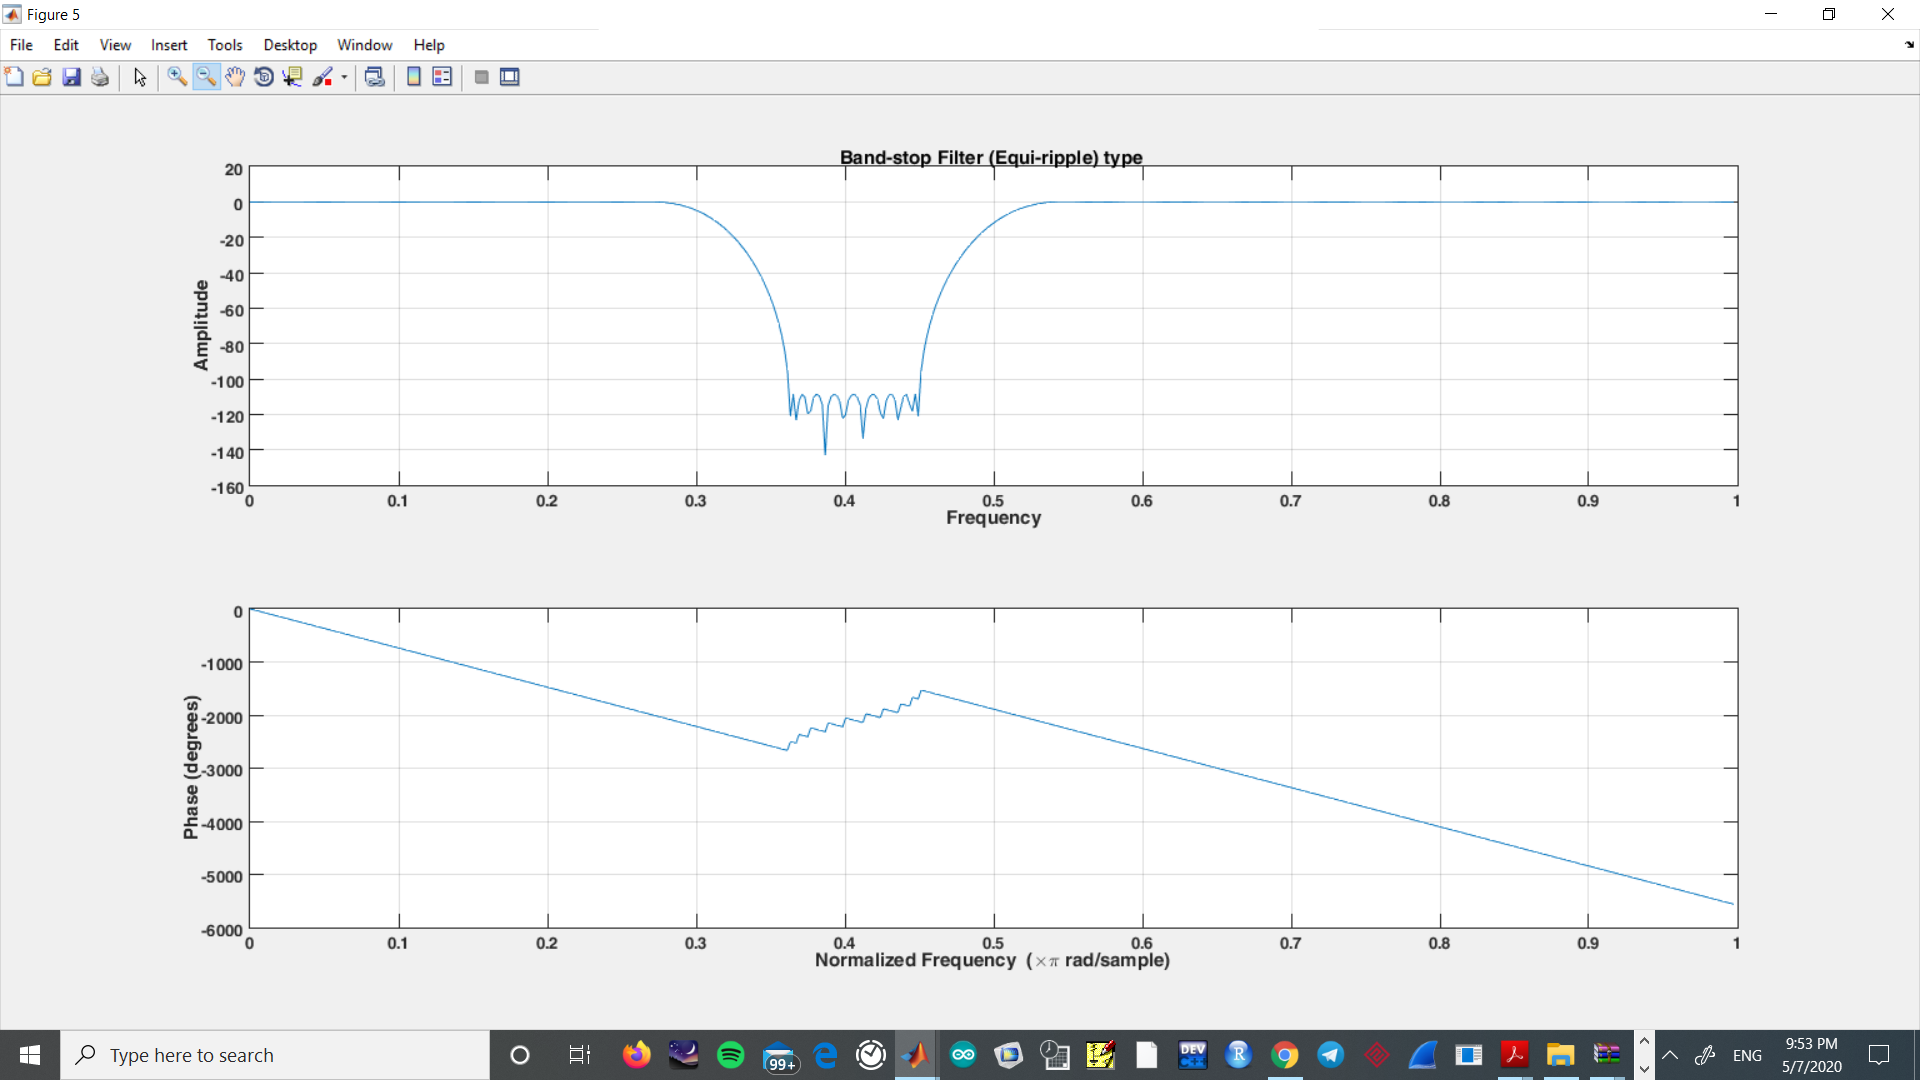 Figure 5
File Edit View Insert Tools Desktop Window Help
Band-stop Filter (Equi-ripple) type
20
0
-20
-40
-60
-80
-100
-120
-140
-160
Amplitude
0 0.1 0.2 0.3 0.4 0.5 0.6 0.7 0.8 0.9 1
Frequency
0
-1000
-2000
-3000
-4000
-5000
-6000
Phase (degrees)
0 0.1 0.2 0.3 0.4 0.5 0.6 0.7 0.8 0.9 1
Normalized Frequency (×π rad/sample)
Type here to search
99+
DEV
C++
R
ENG
9:53 PM
5/7/2020